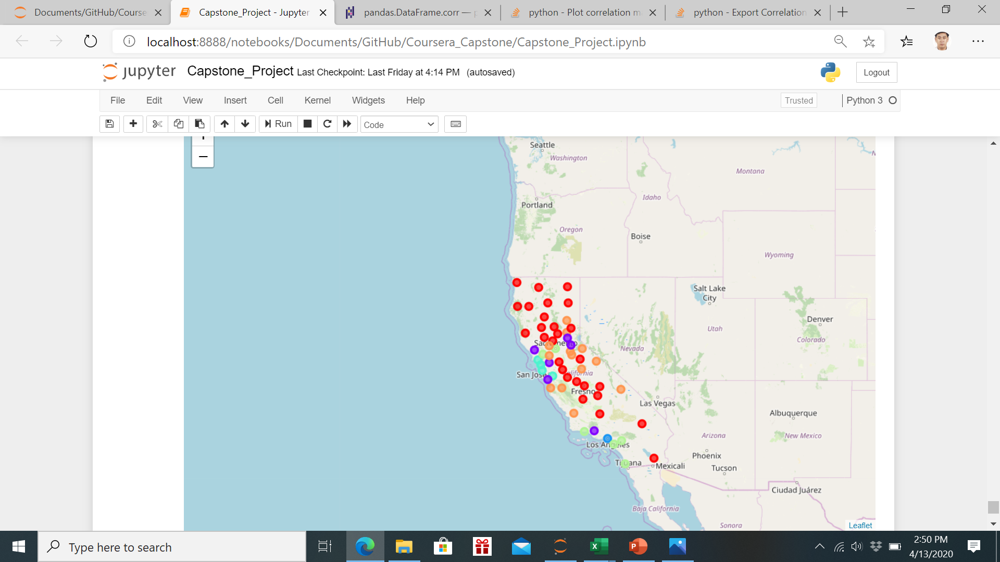 Documents/GitHub/Course
Capstone_Project - Jupyter
pandas.DataFrame.corr —
python - Plot correlation m
python - Export Correlation
localhost:8888/notebooks/Documents/GitHub/Coursera_Capstone/Capstone_Project.ipynb
jupyter Capstone_Project Last Checkpoint: Last Friday at 4:14 PM (autosaved)
Logout
File Edit View Insert Cell Kernel Widgets Help
Trusted
Python 3
Run
Code
Seattle
Washington
Montana
Portland
Idaho
Oregon
Boise
Wyoming
Salt Lake
City
Denver
Utah
Colorado
Nevada
San Jose
Fresno
Las Vegas
Albuquerque
Arizona
New Mexico
Los Angeles
Phoenix
Tijuana
Mexicali
Tucson
Ciudad Juárez
Baja California
Sonora
Leaflet
Type here to search
2:50 PM
4/13/2020